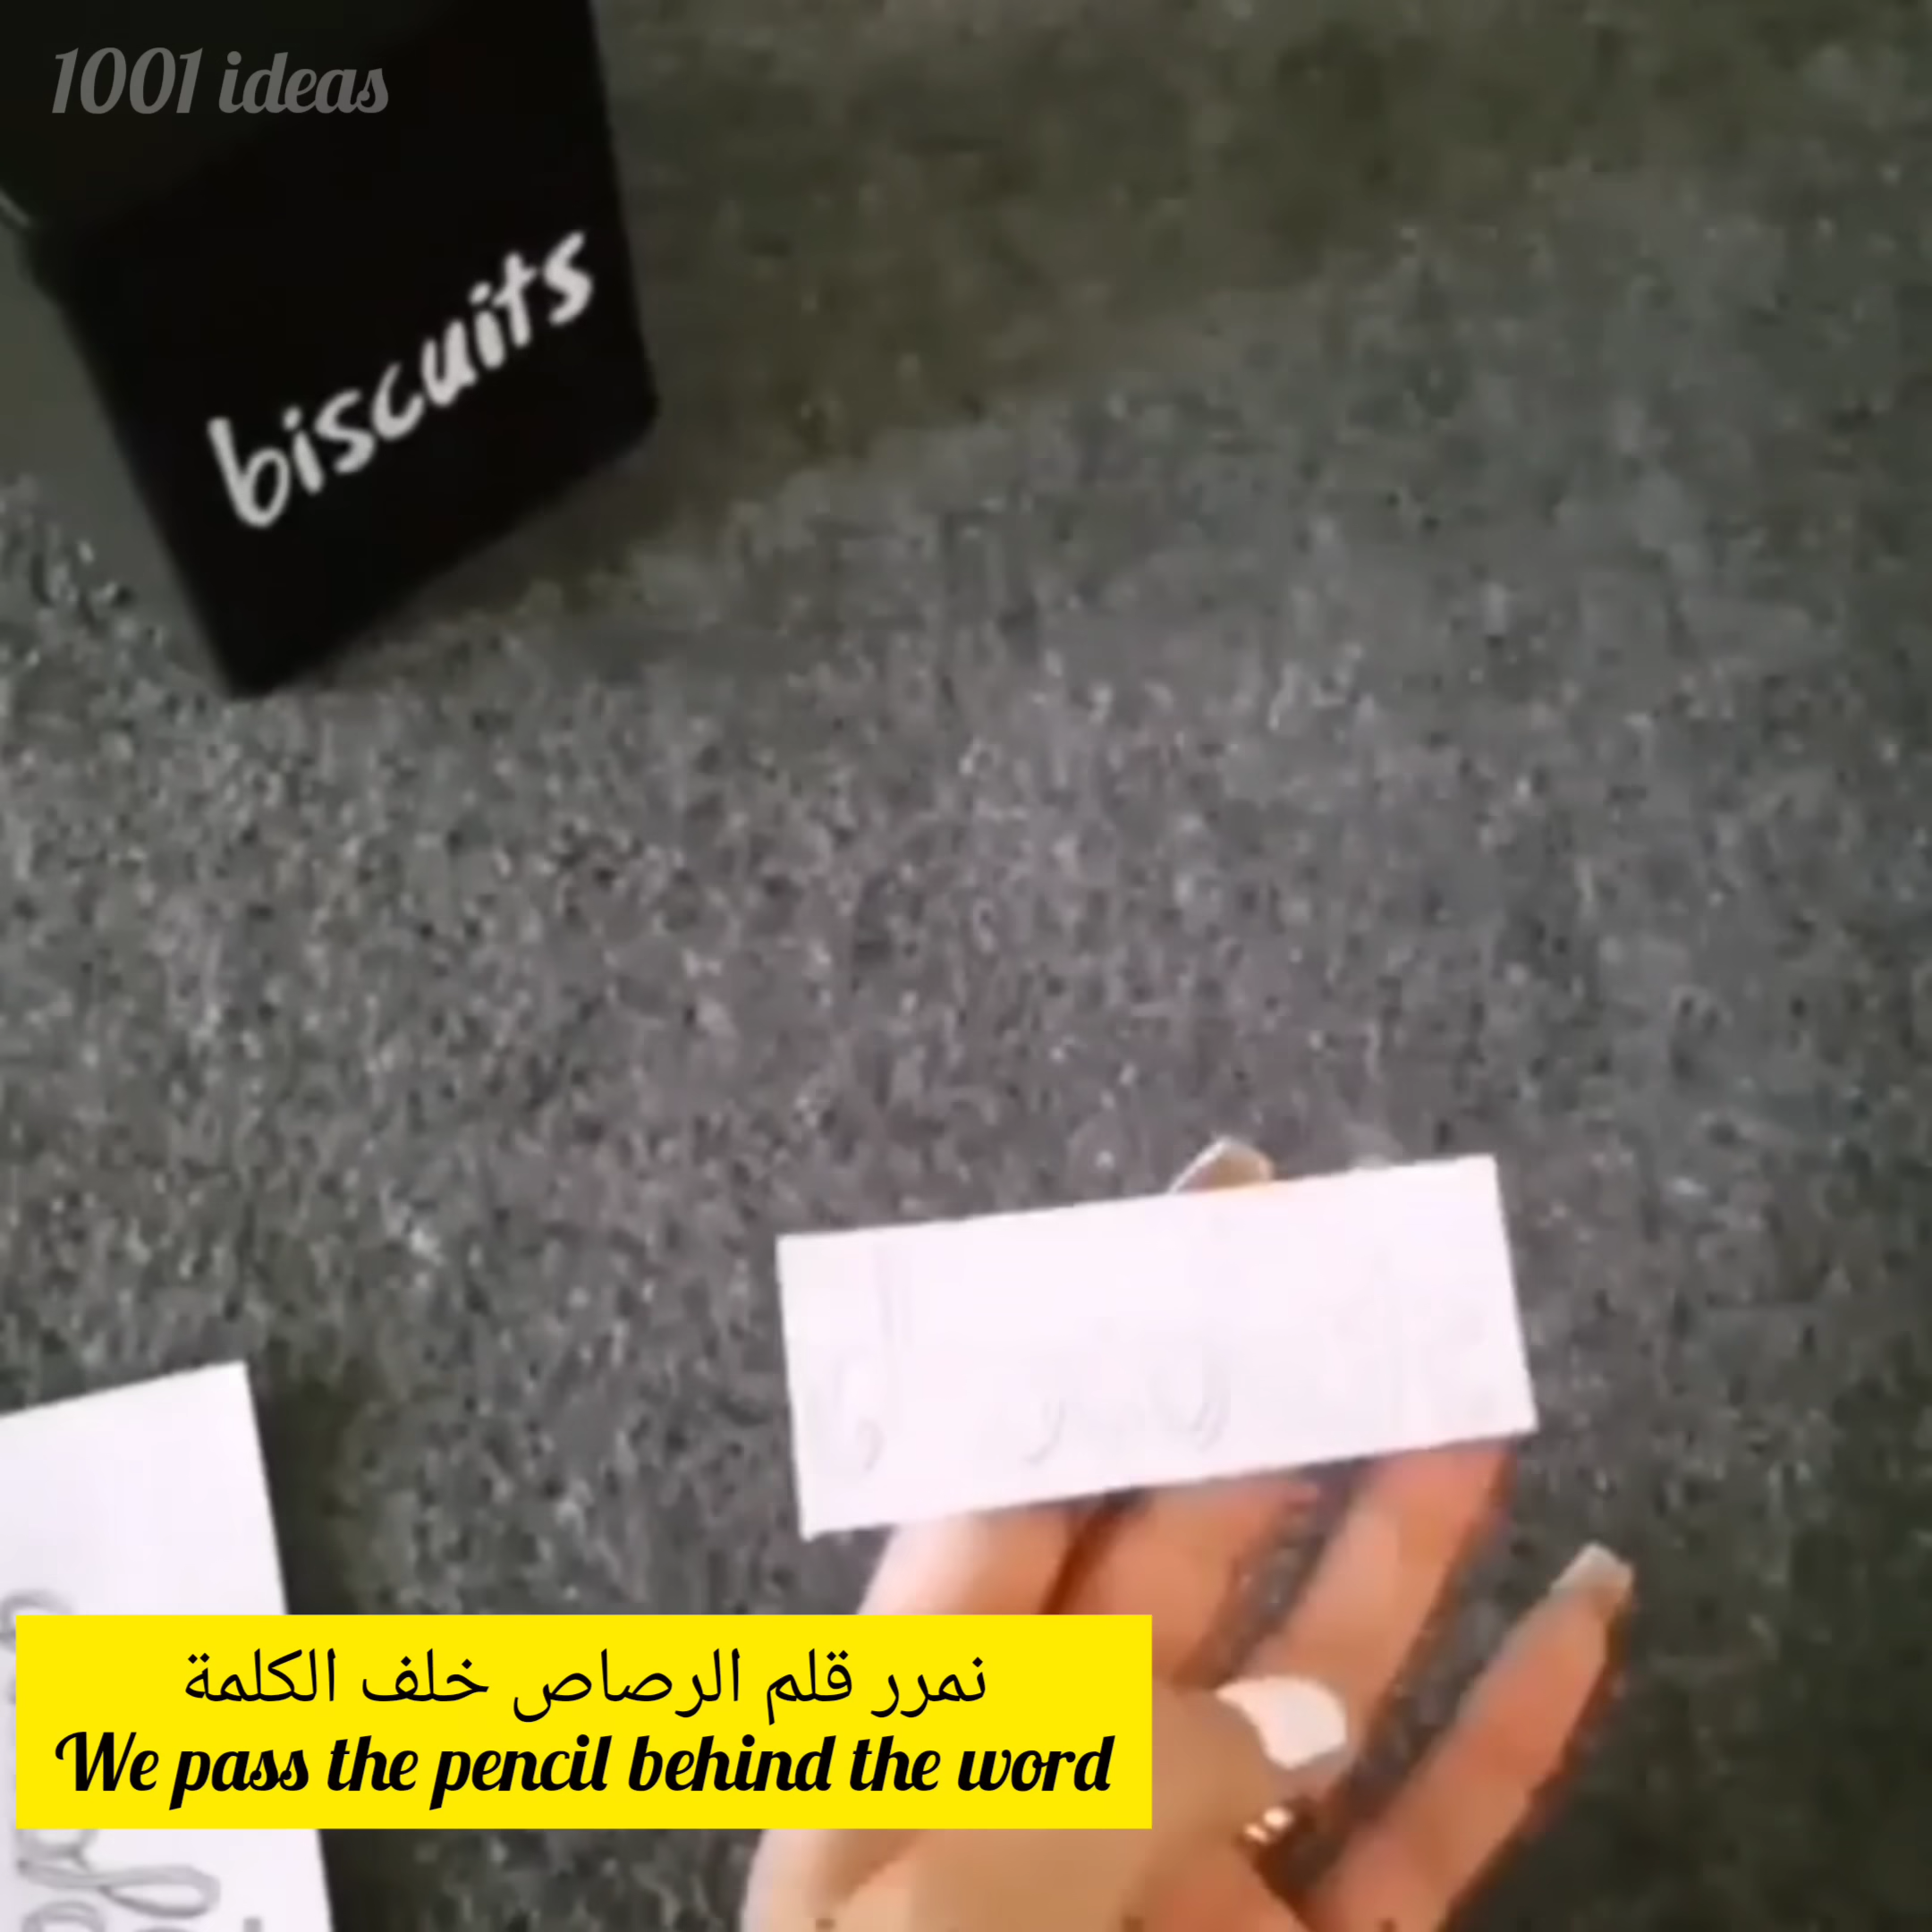 1001 ideas
biscuits
نمرر قلم الرصاص خلف الكلمة
We pass the pencil behind the word